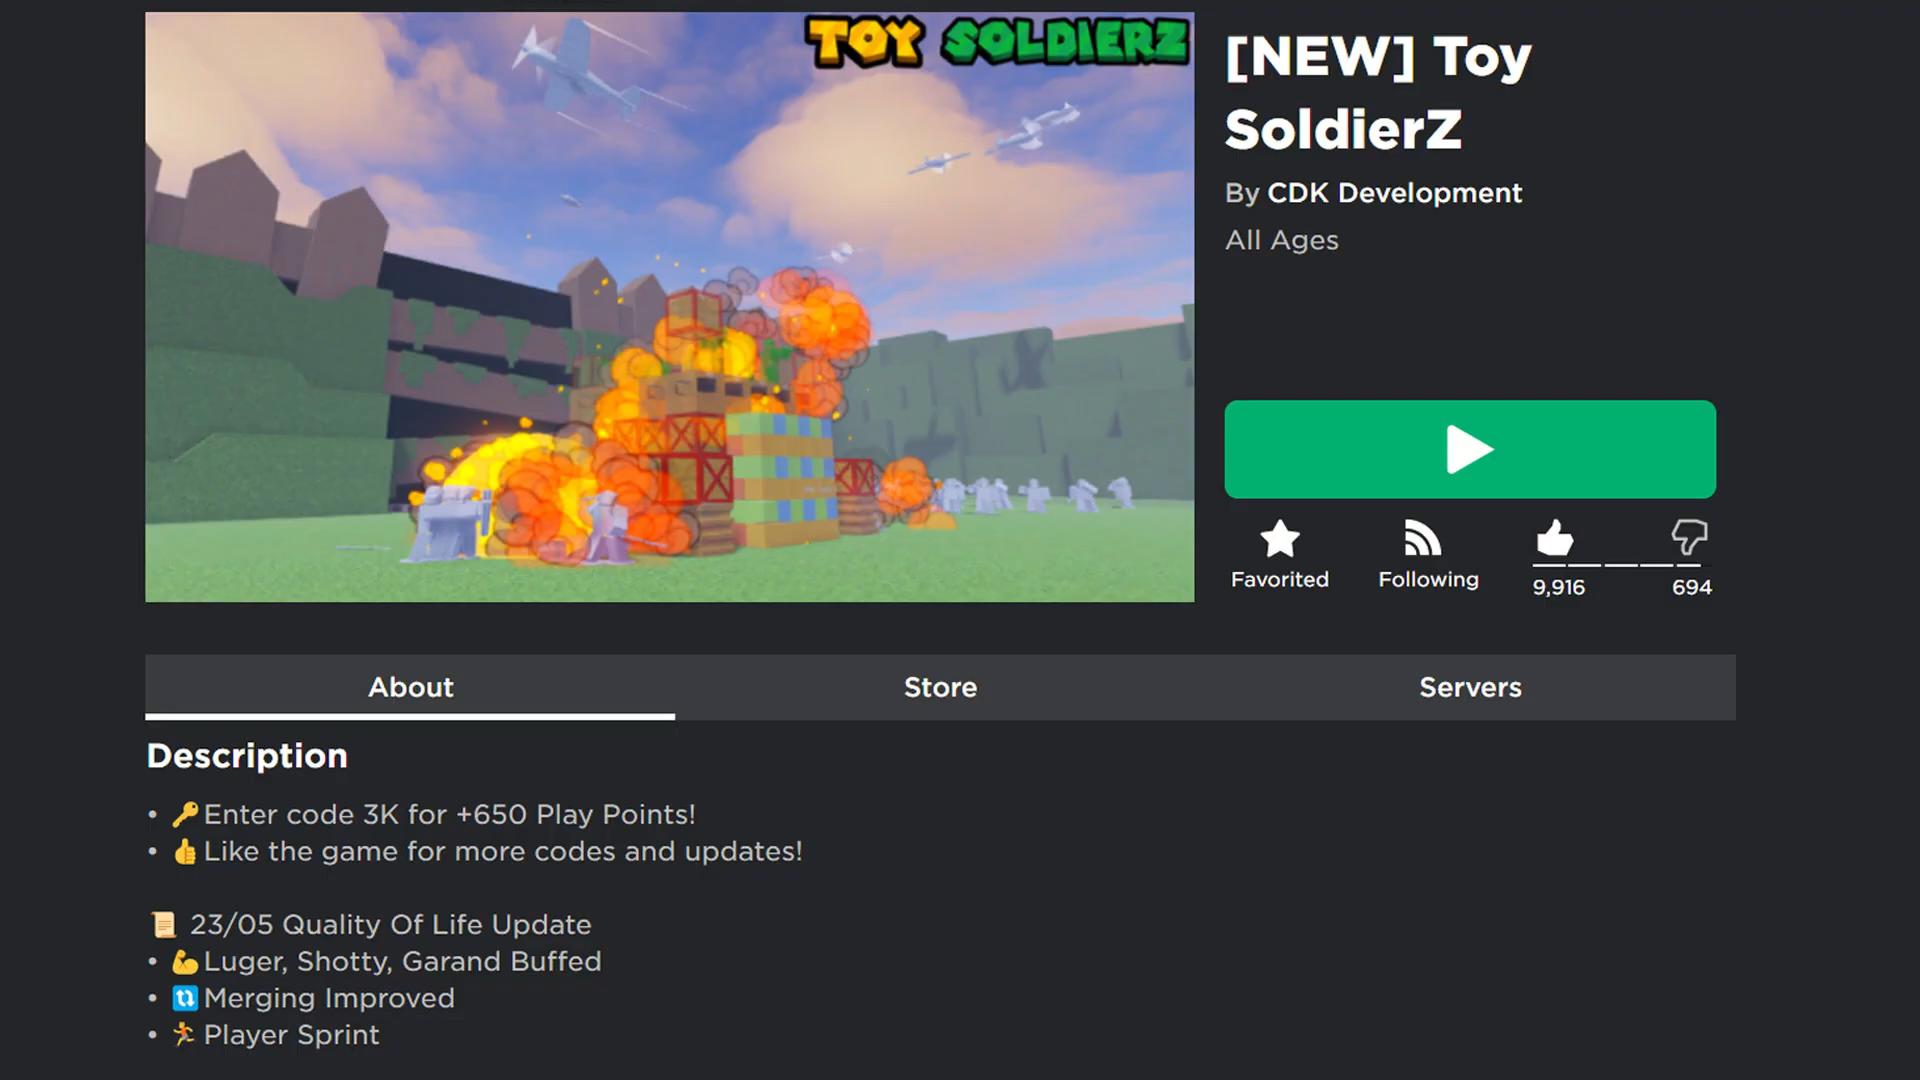 TOY SOLDIERZ
[NEW] Toy
SoldierZ
By CDK Development
All Ages
Favorited
Following
9,916
694
About
Store
Servers
Description
• 🔑Enter code 3K for +650 Play Points!
• 👍Like the game for more codes and updates!
📜 23/05 Quality Of Life Update
• 💪Luger, Shotty, Garand Buffed
• 🔃Merging Improved
• 🏃Player Sprint